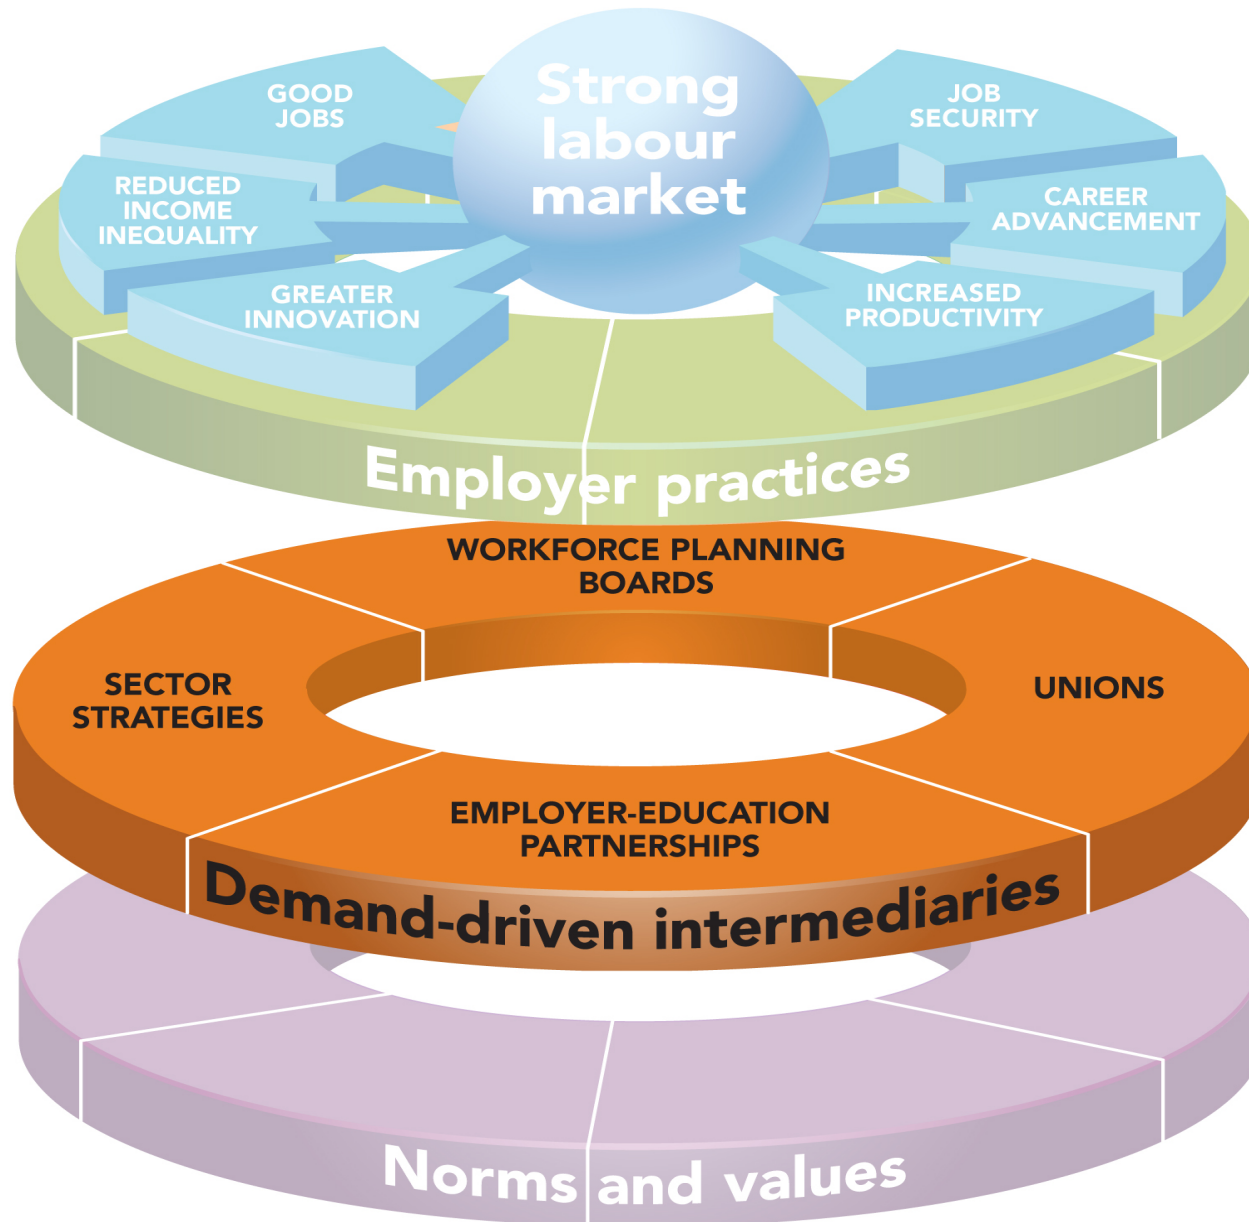 Strong
labour
market
GOOD
JOBS
JOB
SECURITY
REDUCED
INCOME
INEQUALITY
CAREER
ADVANCEMENT
GREATER
INNOVATION
INCREASED
PRODUCTIVITY
Employer practices
WORKFORCE PLANNING
BOARDS
SECTOR
STRATEGIES
UNIONS
EMPLOYER-EDUCATION
PARTNERSHIPS
Demand-driven intermediaries
Norms and values